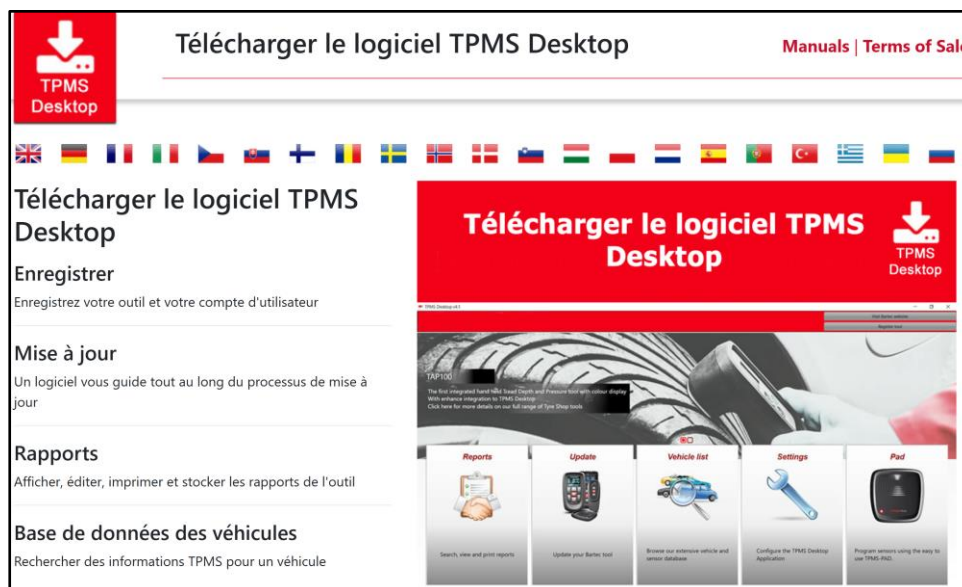 TPMS
Desktop
Télécharger le logiciel TPMS Desktop
Manuals | Terms of Sale
Télécharger le logiciel TPMS
Desktop
Enregistrer
Enregistrez votre outil et votre compte d'utilisateur
Mise à jour
Un logiciel vous guide tout au long du processus de mise à
jour
Rapports
Afficher, éditer, imprimer et stocker les rapports de l'outil
Base de données des véhicules
Rechercher des informations TPMS pour un véhicule
Télécharger le logiciel TPMS
Desktop
TPMS
Desktop
Visit Bartec website
Register tool
TAP100
The first integrated hand held Tread Depth and Pressure tool with colour display
With enhance integration to TPMS Desktop
Click here for more details on our full range of Tyre Shop tools
Reports
Search, view and print reports
Update
Update your Bartec tool
Vehicle list
Browse our extensive vehicle and
sensor database
Settings
Configure the TPMS Desktop
Application
Pad
Program sensors using the easy to
use TPMS-PAD.